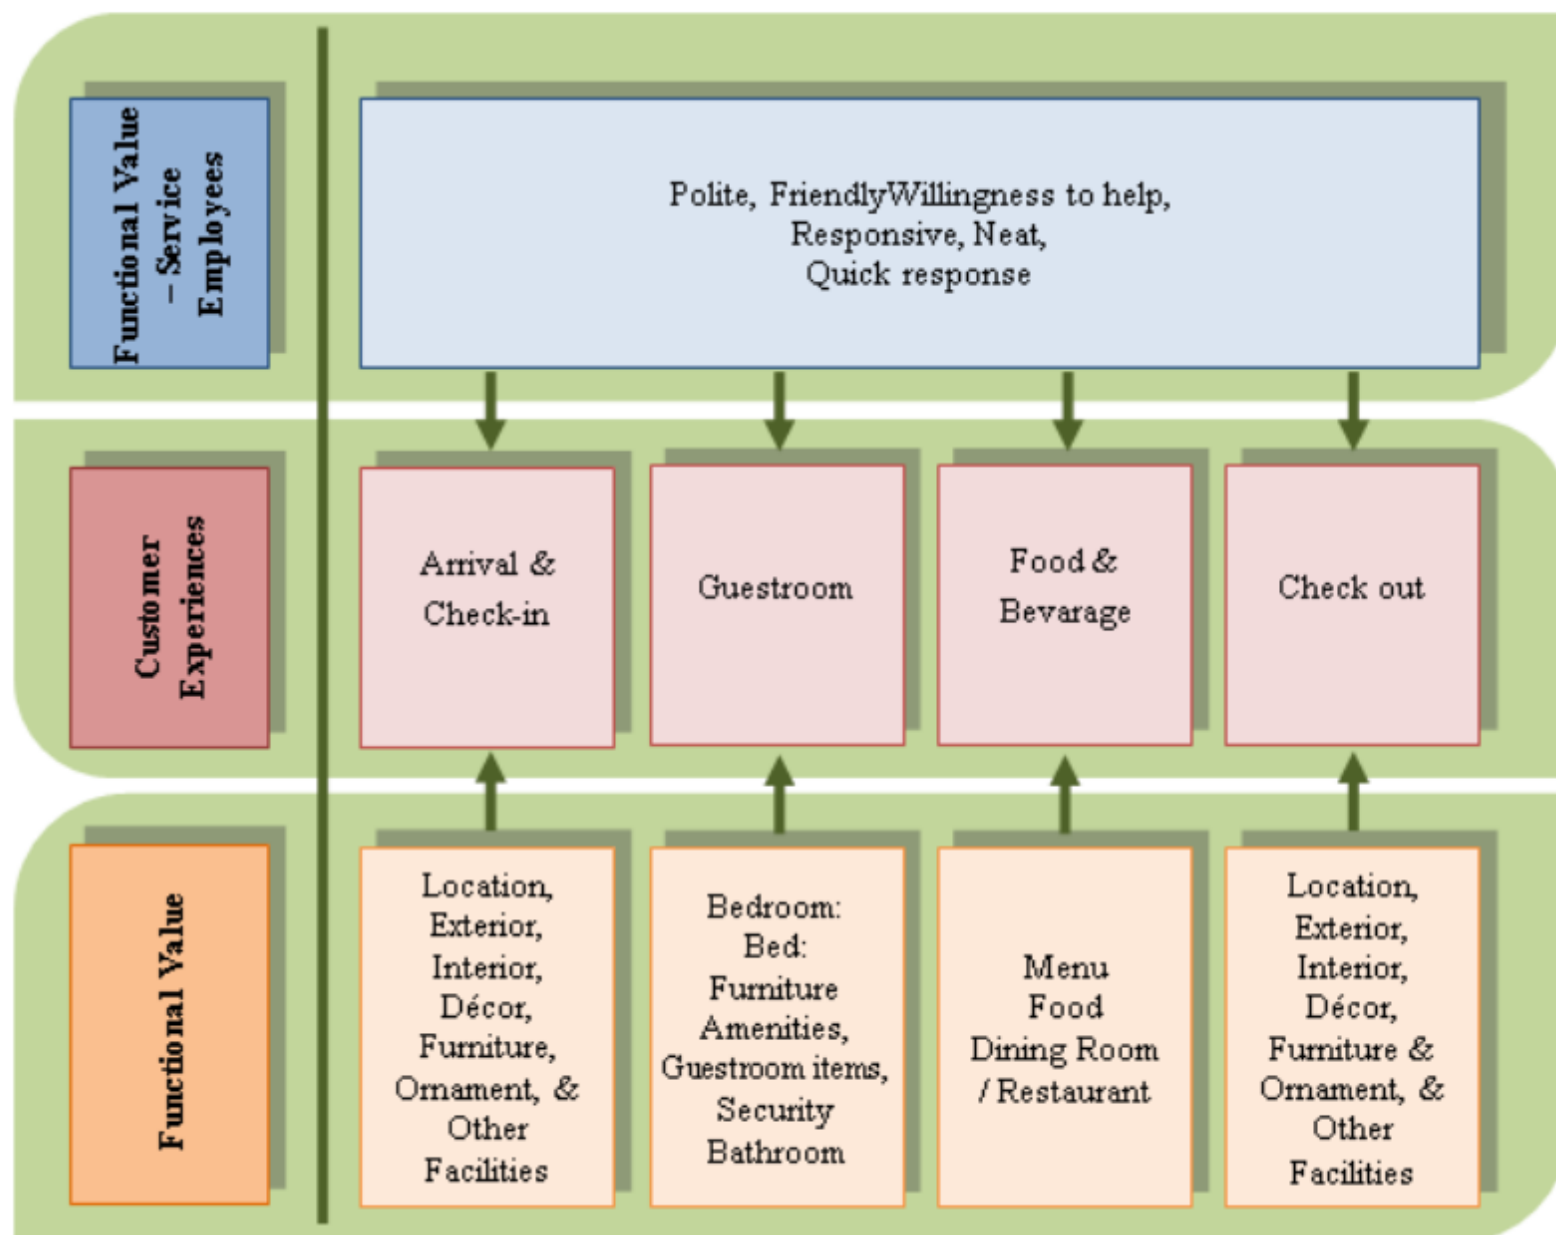 Functional Value
– Service
Employees
Polite, FriendlyWillingness to help,
Responsive, Neat,
Quick response
Customer
Experiences
Arrival &
Check-in
Guestroom
Food &
Bevarage
Check out
Functional Value
Location,
Exterior,
Interior,
Décor,
Furniture,
Ornament, &
Other
Facilities
Bedroom:
Bed:
Furniture
Amenities,
Guestroom items,
Security
Bathroom
Menu
Food
Dining Room
/ Restaurant
Location,
Exterior,
Interior,
Décor,
Furniture &
Ornament, &
Other
Facilities